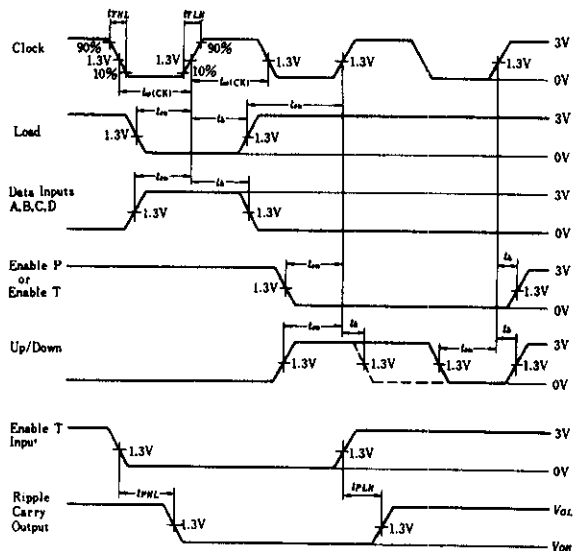 tTHL tTLH
Clock 90% 90% 3V
1.3V 1.3V 1.3V 1.3V 1.3V 1.3V
10% 10% 0V
tw(CK) tw(CK)
tsu tsu 3V
Load 1.3V th 1.3V
0V
tsu th 3V
Data Inputs
A,B,C,D 1.3V 1.3V
0V
Enable P tsu th 3V
or
Enable T 1.3V 1.3V
0V
tsu th th 3V
Up/Down tsu
1.3V 1.3V 1.3V 1.3V
0V
Enable T 3V
Input 1.3V 1.3V
0V
tPHL tPLH
Ripple VOL
Carry 1.3V 1.3V
Output VOH